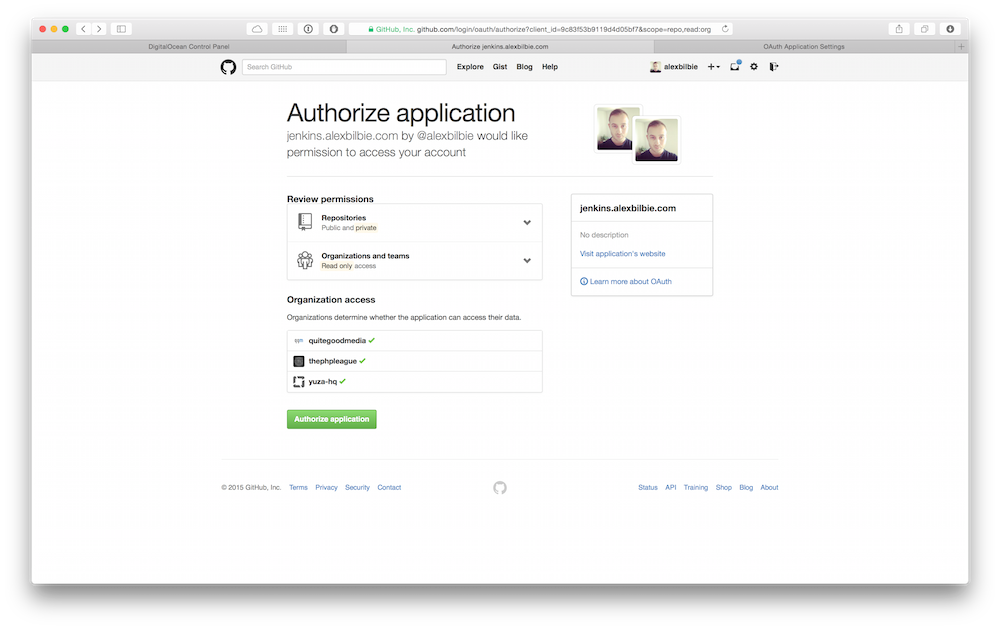 GitHub, Inc. github.com/login/oauth/authorize?client_id=9c83f53b9119d4d05bf7&scope=repo,read:org
DigitalOcean Control Panel
Authorize jenkins.alexbilbie.com
OAuth Application Settings
Search GitHub
Explore Gist Blog Help
alexbilbie
Authorize application
jenkins.alexbilbie.com by @alexbilbie would like
permission to access your account
Review permissions
Repositories
Public and private
Organizations and teams
Read only access
jenkins.alexbilbie.com
No description
Visit application's website
Learn more about OAuth
Organization access
Organizations determine whether the application can access their data.
quitegoodmedia
thephpleague
yuza-hq
Authorize application
© 2015 GitHub, Inc. Terms Privacy Security Contact
Status API Training Shop Blog About